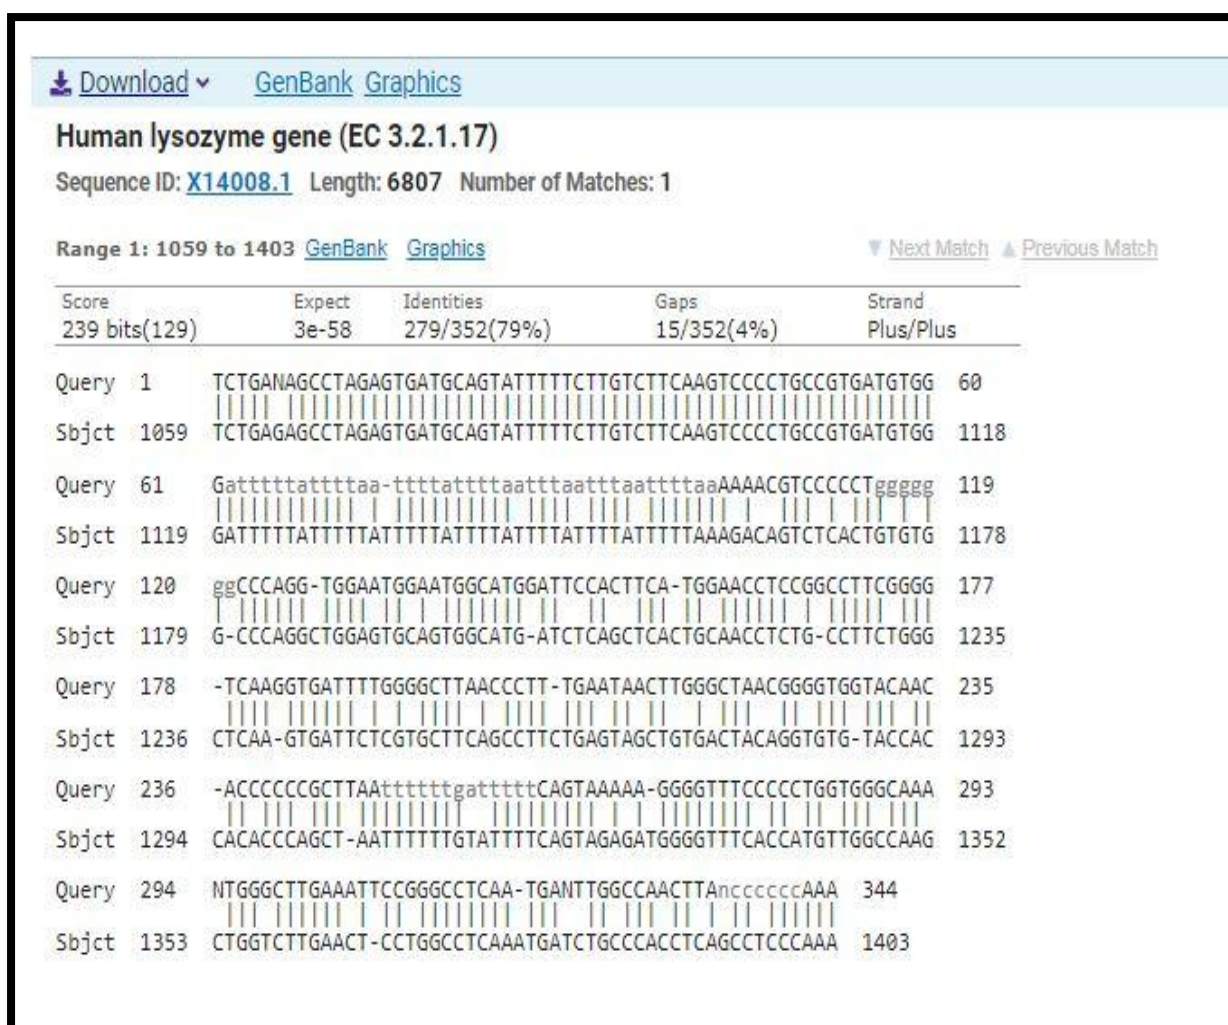 Download GenBank Graphics
Human lysozyme gene (EC 3.2.1.17)
Sequence ID: X14008.1 Length: 6807 Number of Matches: 1
Range 1: 1059 to 1403 GenBank Graphics Next Match Previous Match
Score Expect Identities Gaps Strand
239 bits(129) 3e-58 279/352(79%) 15/352(4%) Plus/Plus
Query 1 TCTGANAGCCTAGAGTGATGCAGTATTTTTCTTGTCTTCAAGTCCCCTGCCGTGATGTGG 60
Sbjct 1059 TCTGAGAGCCTAGAGTGATGCAGTATTTTTCTTGTCTTCAAGTCCCCTGCCGTGATGTGG 1118
Query 61 Gatttttattttaa-ttttattttaatttaatttaattttaaAAAACGTCCCCCTggggg 119
Sbjct 1119 GATTTTTATTTTTATTTTTATTTTTATTTTTATTTTTATTTTTAAAGACAGTCTCACTGTGTG 1178
Query 120 ggCCCAGG-TGGAATGGAATGGCATGGATTCCACTTCA-TGGAACCTCCGGCCTTCGGGG 177
Sbjct 1179 G-CCCAGGCTGGAGTGCAGTGGCATG-ATCTCAGCTCACTGCAACCTCTG-CCTTCTGGG 1235
Query 178 -TCAAGGTGATTTTGGGGCTTAACCCTT-TGAATAACTTGGGCTAACGGGGTGGTACAAC 235
Sbjct 1236 CTCAA-GTGATTCTCGTGCTTCAGCCTTCTGAGTAGCTGTGACTACAGGTGTG-TACCAC 1293
Query 236 -ACCCCCCGCTTAAttttttgatttttCAGTAAAAA-GGGGTTTCCCCCTGGTGGGCAAA 293
Sbjct 1294 CACACCCAGCT-AATTTTTTGTATTTTCAGTAGAGATGGGGTTTCACCATGTTGGCCAAG 1352
Query 294 NTGGGCTTGAAATTCCGGGCCTCAA-TGANTTGGCCAACTTAnccccccAAA 344
Sbjct 1353 CTGGTCTTGAACT-CCTGGCCTCAAATGATCTGCCCACCTCAGCCTCCCAAA 1403